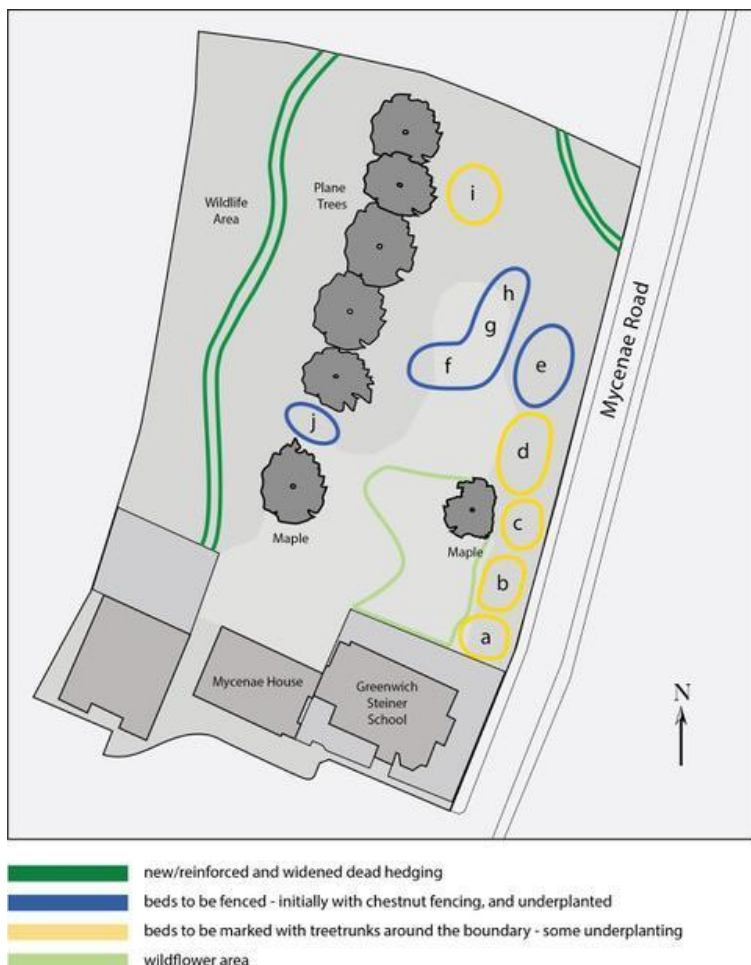 Wildlife
Area
Plane
Trees
i
h
g
f
e
Mycenae Road
j
d
Maple
Maple
c
b
a
Mycenae House
Greenwich
Steiner
School
N
new/reinforced and widened dead hedging
beds to be fenced - initially with chestnut fencing, and underplanted
beds to be marked with treetrunks around the boundary - some underplanting
wildflower area